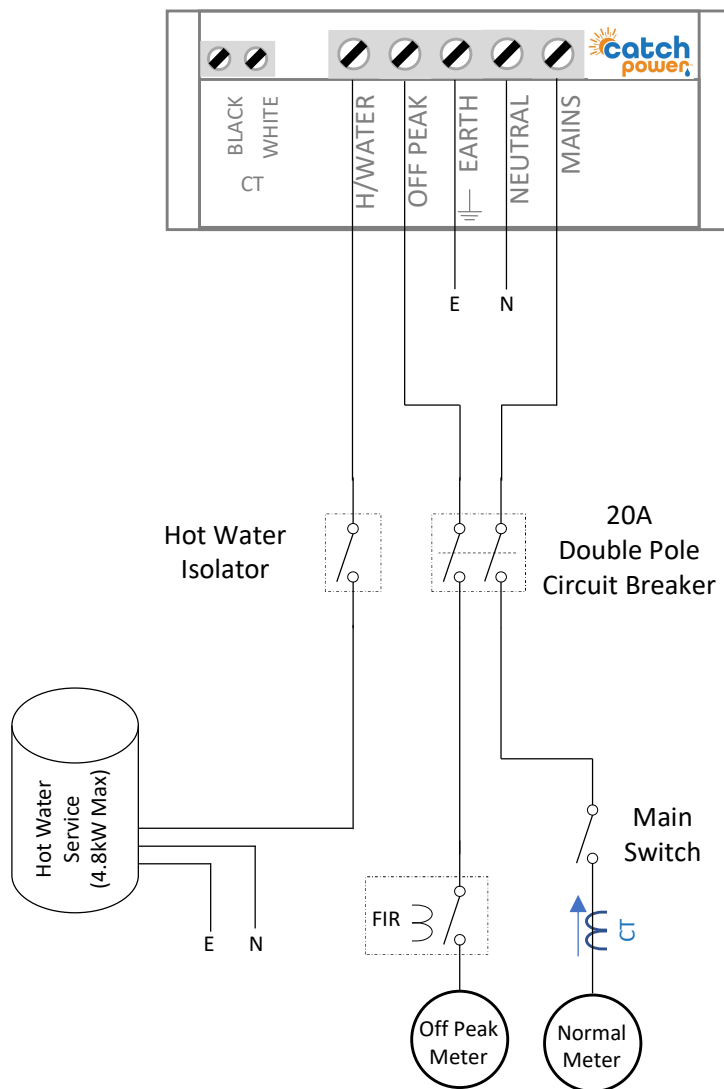 catch
power
BLACK
WHITE
CT
H/WATER
OFF PEAK
EARTH
NEUTRAL
MAINS
E
N
Hot Water
Isolator
20A
Double Pole
Circuit Breaker
Hot Water
Service
(4.8kW Max)
E
N
Main
Switch
FIR
CT
Off Peak
Meter
Normal
Meter